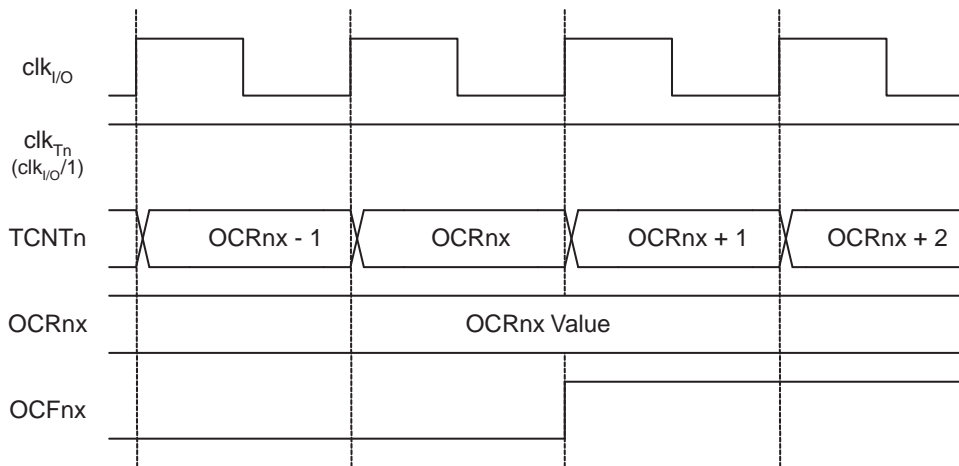 clkI/O
clkTn
(clkI/O/1)
TCNTn OCRnx - 1 OCRnx OCRnx + 1 OCRnx + 2
OCRnx OCRnx Value
OCFnx